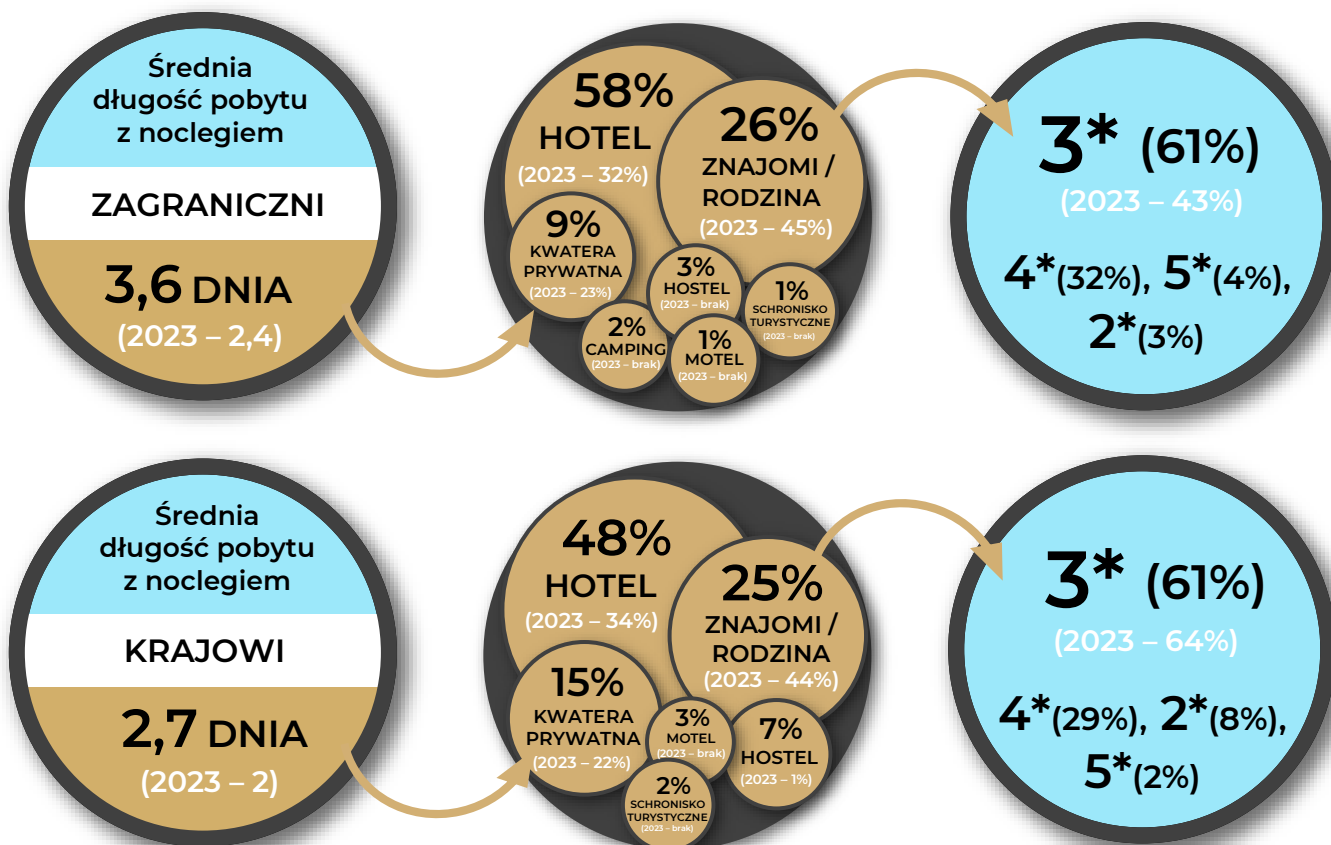 Średnia
długość pobytu
z noclegiem
ZAGRANICZNI
3,6 DNIA
(2023 – 2,4)
58%
HOTEL
(2023 – 32%)
26%
ZNAJOMI /
RODZINA
(2023 – 45%)
9%
KWATERA
PRYWATNA
(2023 – 23%)
3%
HOSTEL
(2023 – brak)
1%
SCHRONISKO
TURYSTYCZNE
(2023 – brak)
2%
CAMPING
(2023 – brak)
1%
MOTEL
(2023 – brak)
3* (61%)
(2023 – 43%)
4*(32%), 5*(4%),
2*(3%)
Średnia
długość pobytu
z noclegiem
KRAJOWI
2,7 DNIA
(2023 – 2)
48%
HOTEL
(2023 – 34%)
25%
ZNAJOMI /
RODZINA
(2023 – 44%)
15%
KWATERA
PRYWATNA
(2023 – 22%)
3%
MOTEL
(2023 – brak)
7%
HOSTEL
(2023 – 1%)
2%
SCHRONISKO
TURYSTYCZNE
(2023 – brak)
3* (61%)
(2023 – 64%)
4*(29%), 2*(8%),
5*(2%)